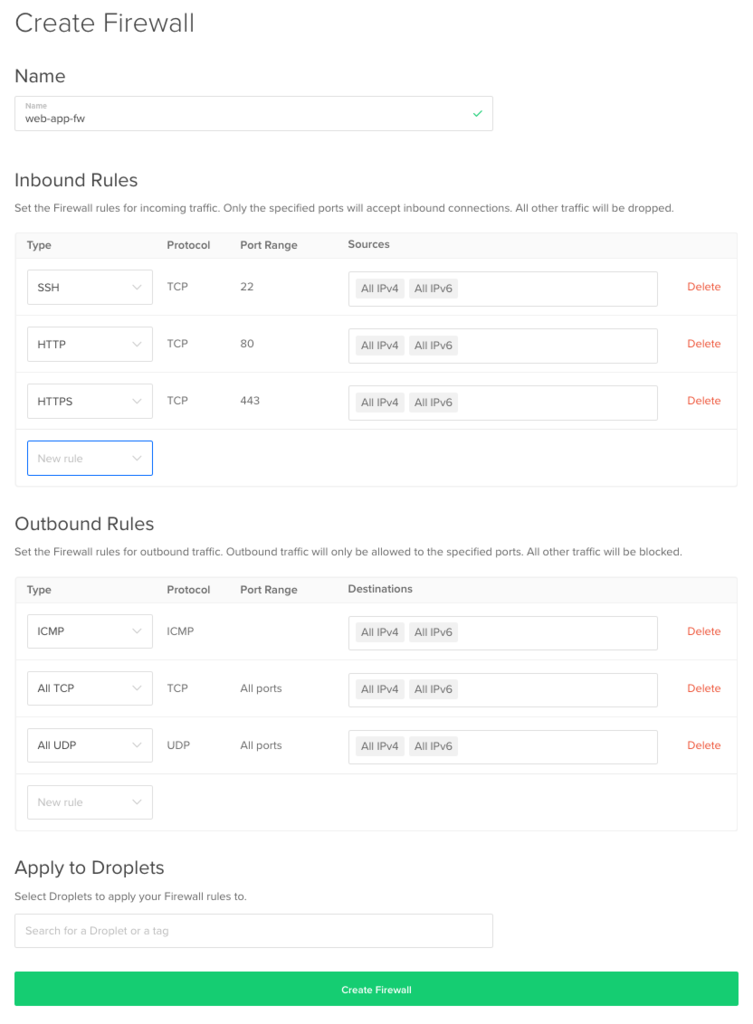 Create Firewall
Name
Name
web-app-fw
Inbound Rules
Set the Firewall rules for incoming traffic. Only the specified ports will accept inbound connections. All other traffic will be dropped.
Type Protocol Port Range Sources
SSH TCP 22 All IPv4 All IPv6 Delete
HTTP TCP 80 All IPv4 All IPv6 Delete
HTTPS TCP 443 All IPv4 All IPv6 Delete
New rule
Outbound Rules
Set the Firewall rules for outbound traffic. Outbound traffic will only be allowed to the specified ports. All other traffic will be blocked.
Type Protocol Port Range Destinations
ICMP ICMP All IPv4 All IPv6 Delete
All TCP TCP All ports All IPv4 All IPv6 Delete
All UDP UDP All ports All IPv4 All IPv6 Delete
New rule
Apply to Droplets
Select Droplets to apply your Firewall rules to.
Search for a Droplet or a tag
Create Firewall